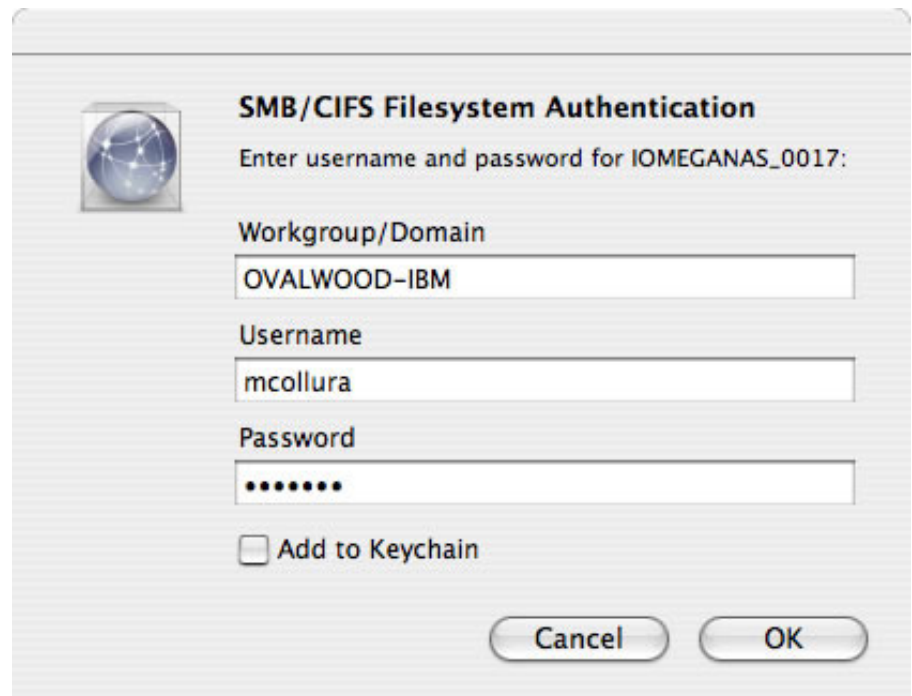 SMB/CIFS Filesystem Authentication
Enter username and password for IOMEGANAS_0017:
Workgroup/Domain
OVALWOOD-IBM
Username
mcollura
Password
•••••••
Add to Keychain
Cancel
OK